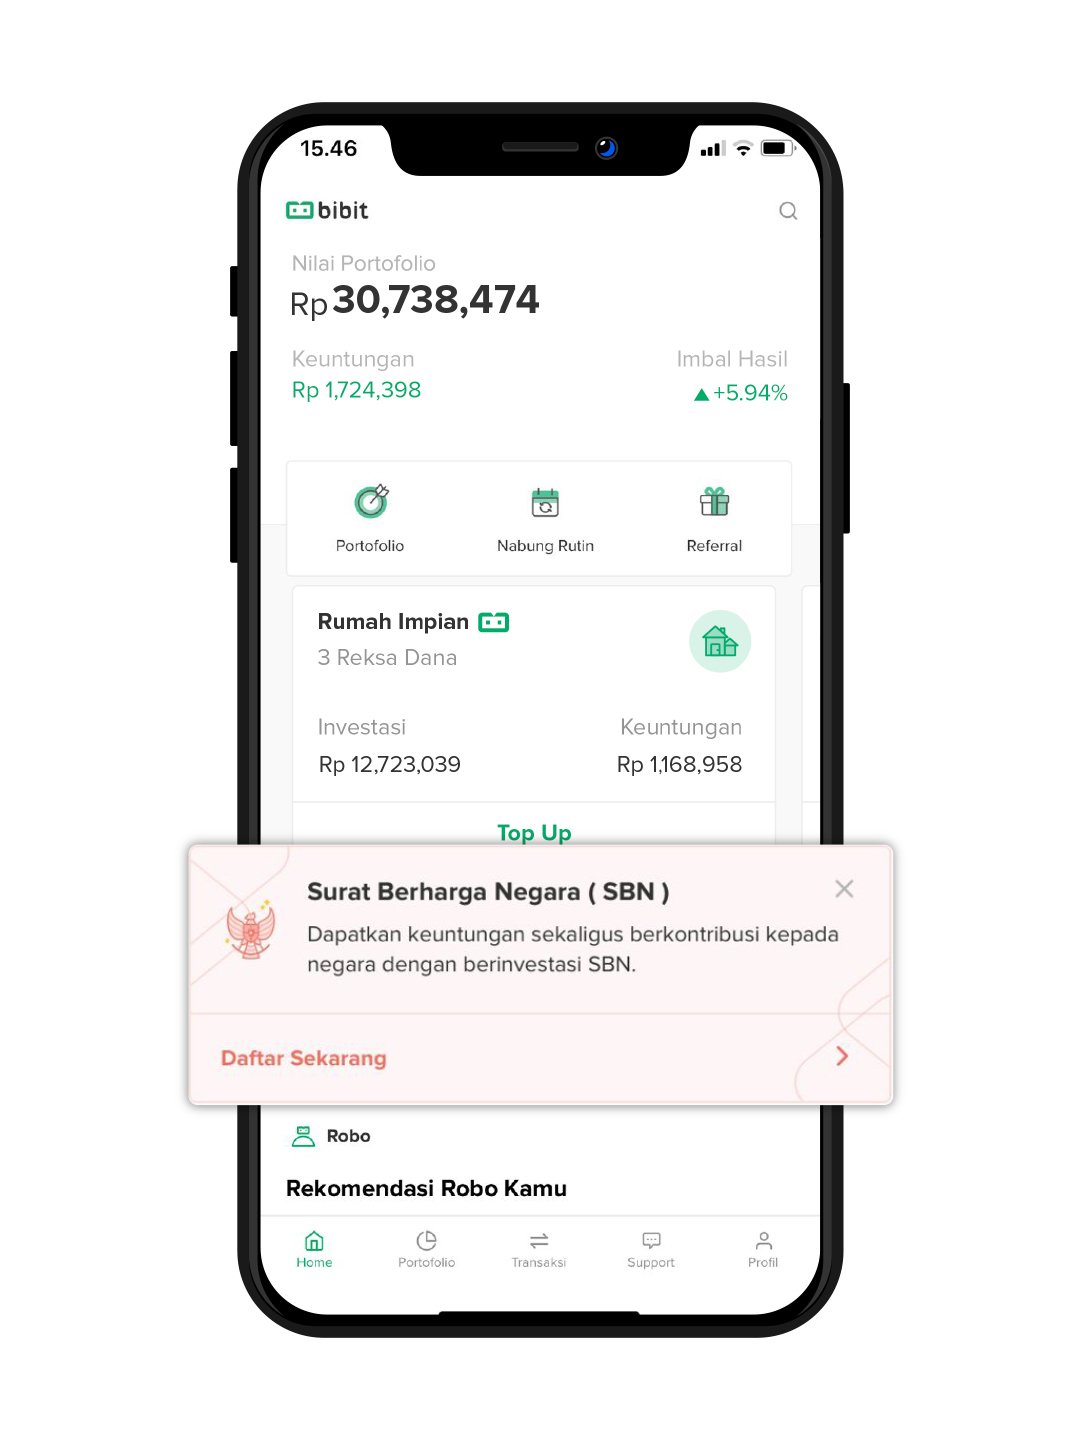 15.46
bibit
Nilai Portofolio
Rp 30,738,474
Keuntungan
Imbal Hasil
Rp 1,724,398
▲+5.94%
Portofolio
Nabung Rutin
Referral
Rumah Impian
3 Reksa Dana
Investasi
Keuntungan
Rp 12,723,039
Rp 1,168,958
Top Up
Surat Berharga Negara ( SBN )
Dapatkan keuntungan sekaligus berkontribusi kepada
negara dengan berinvestasi SBN.
Daftar Sekarang
Robo
Rekomendasi Robo Kamu
Home
Portofolio
Transaksi
Support
Profil